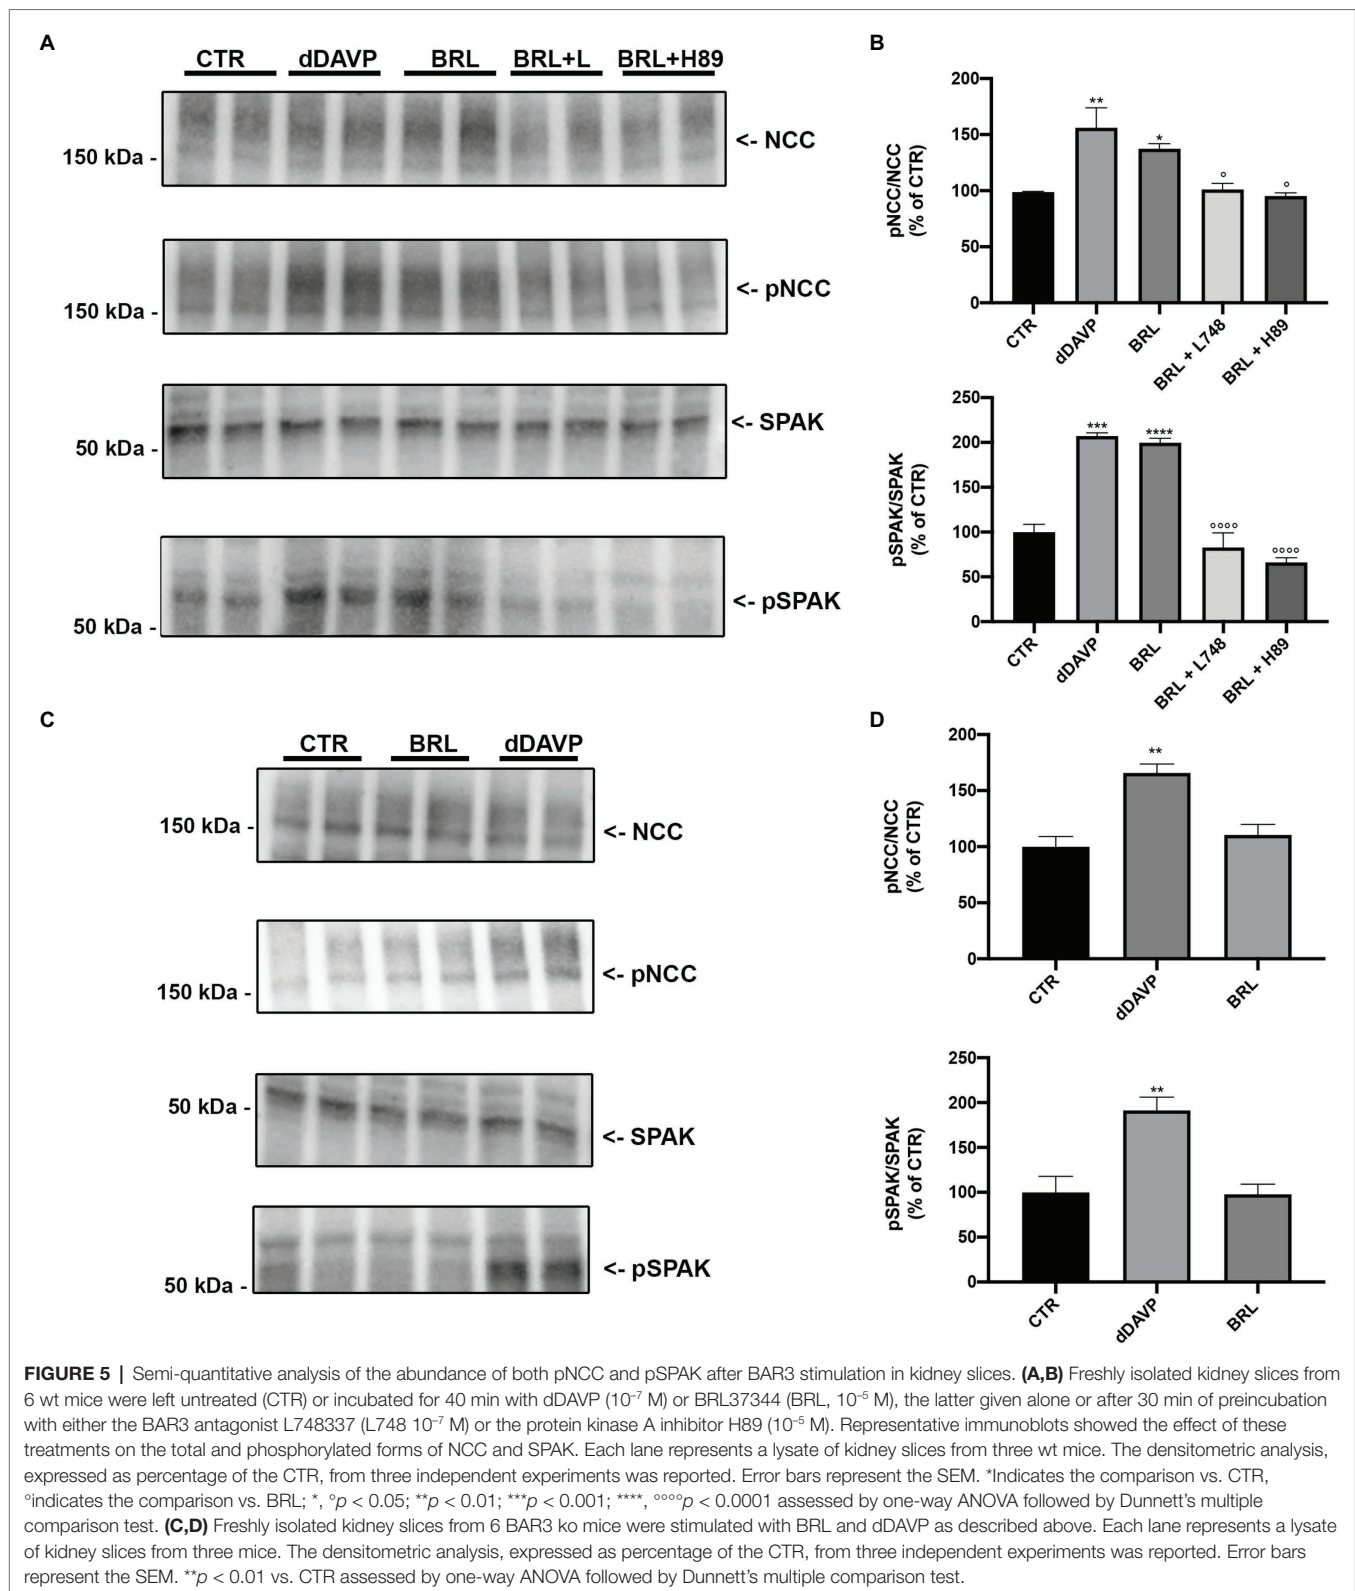 A
CTR dDAVP BRL BRL+L BRL+H89
150 kDa -
<- NCC
150 kDa -
<- pNCC
50 kDa -
<- SPAK
50 kDa -
<- pSPAK
B
pNCC/NCC
(% of CTR)
200
150
100
50
0
**
*
°
°
CTR
dDAVP
BRL
BRL + L748
BRL + H89
pSPAK/SPAK
(% of CTR)
250
200
150
100
50
0
***
****
°°°°
°°°°
CTR
dDAVP
BRL
BRL + L748
BRL + H89
C
CTR BRL dDAVP
150 kDa -
<- NCC
150 kDa -
<- pNCC
50 kDa -
<- SPAK
50 kDa -
<- pSPAK
D
pNCC/NCC
(% of CTR)
200
150
100
50
0
**
CTR
dDAVP
BRL
pSPAK/SPAK
(% of CTR)
250
200
150
100
50
0
**
CTR
dDAVP
BRL
FIGURE 5 | Semi-quantitative analysis of the abundance of both pNCC and pSPAK after BAR3 stimulation in kidney slices. (A,B) Freshly isolated kidney slices from
6 wt mice were left untreated (CTR) or incubated for 40 min with dDAVP (10⁻⁷ M) or BRL37344 (BRL, 10⁻⁵ M), the latter given alone or after 30 min of preincubation
with either the BAR3 antagonist L748337 (L748 10⁻⁷ M) or the protein kinase A inhibitor H89 (10⁻⁵ M). Representative immunoblots showed the effect of these
treatments on the total and phosphorylated forms of NCC and SPAK. Each lane represents a lysate of kidney slices from three wt mice. The densitometric analysis,
expressed as percentage of the CTR, from three independent experiments was reported. Error bars represent the SEM. *Indicates the comparison vs. CTR,
°indicates the comparison vs. BRL; *, °p < 0.05; **p < 0.01; ***p < 0.001; ****, °°°°p < 0.0001 assessed by one-way ANOVA followed by Dunnett's multiple
comparison test. (C,D) Freshly isolated kidney slices from 6 BAR3 ko mice were stimulated with BRL and dDAVP as described above. Each lane represents a lysate
of kidney slices from three mice. The densitometric analysis, expressed as percentage of the CTR, from three independent experiments was reported. Error bars
represent the SEM. **p < 0.01 vs. CTR assessed by one-way ANOVA followed by Dunnett's multiple comparison test.